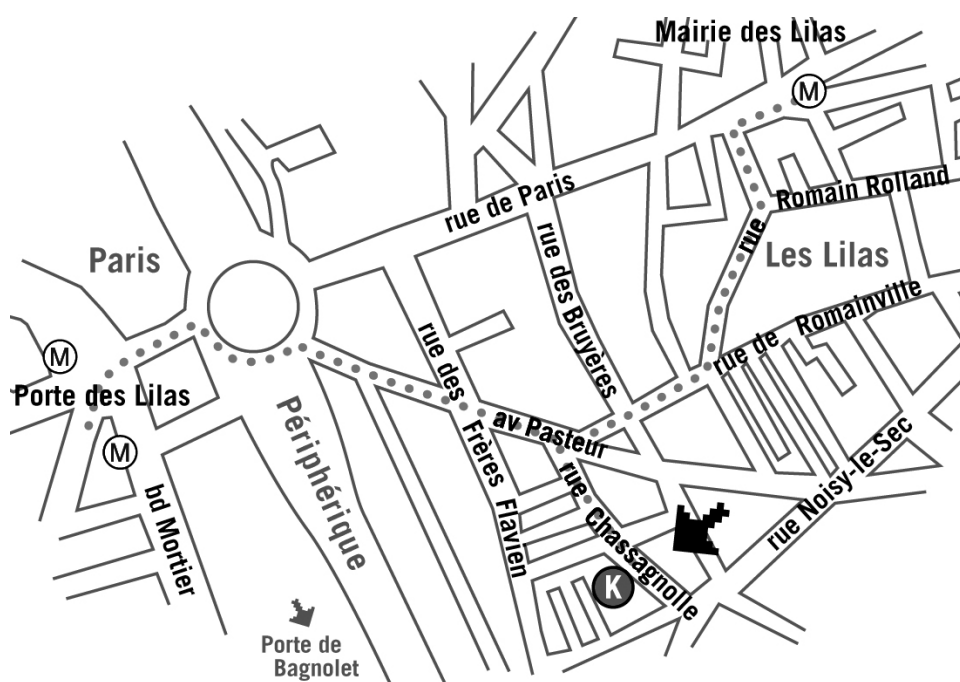 Mairie des Lilas
M
rue de Paris
rue
Romain Rolland
Paris
rue des Bruyères
Les Lilas
rue de Romainville
M
Porte des Lilas
M
rue des Frères Flavien
av Pasteur
Périphérique
bd Mortier
rue Chassagnolle
rue Noisy-le-Sec
K
Porte de
Bagnolet